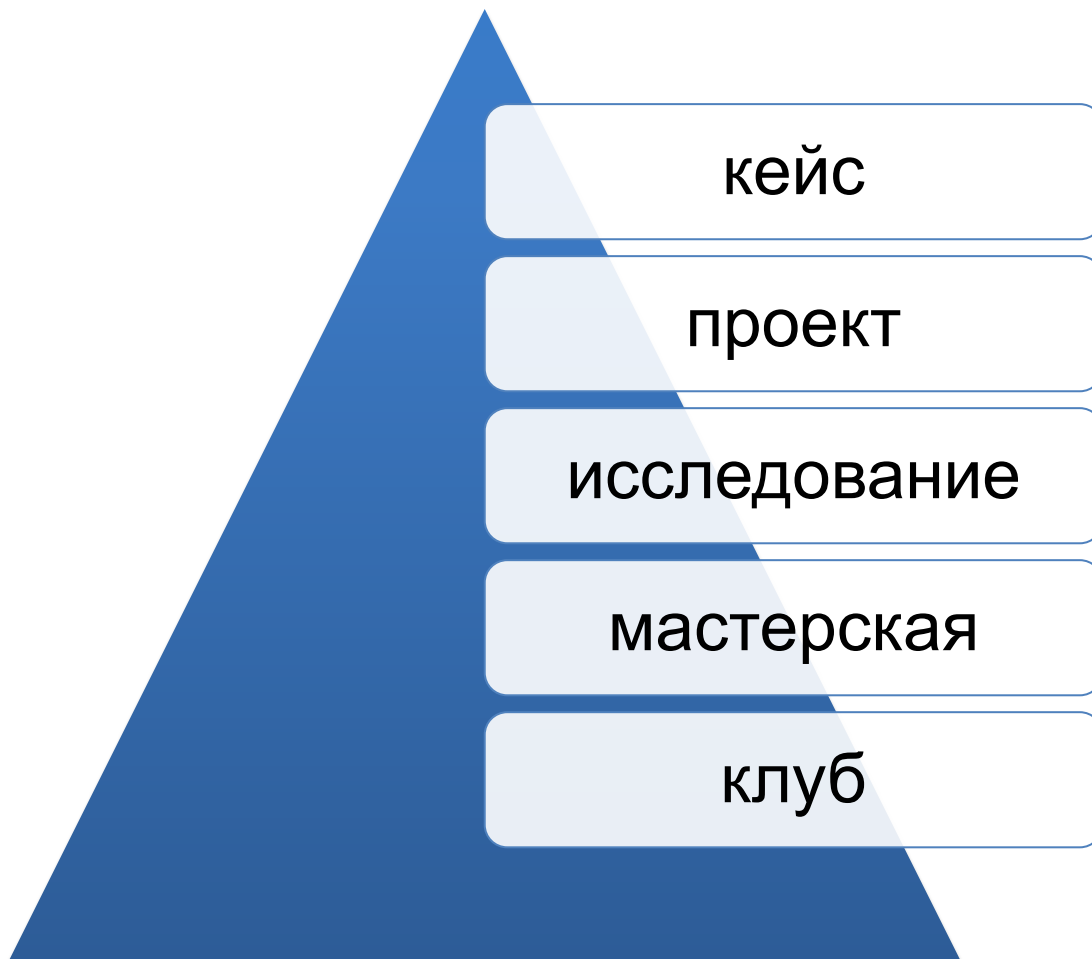 кейс
проект
исследование
мастерская
клуб